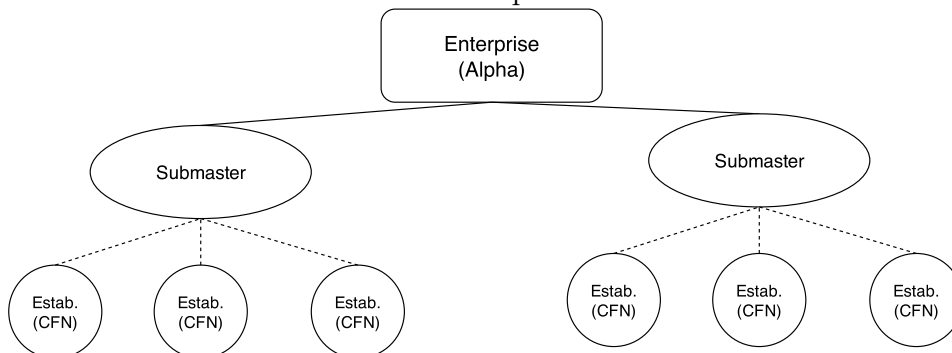 Enterprise
(Alpha)
Submaster
Submaster
Estab.
(CFN)
Estab.
(CFN)
Estab.
(CFN)
Estab.
(CFN)
Estab.
(CFN)
Estab.
(CFN)